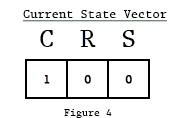 Current State Vector
C R S
1 0 0
Figure 4